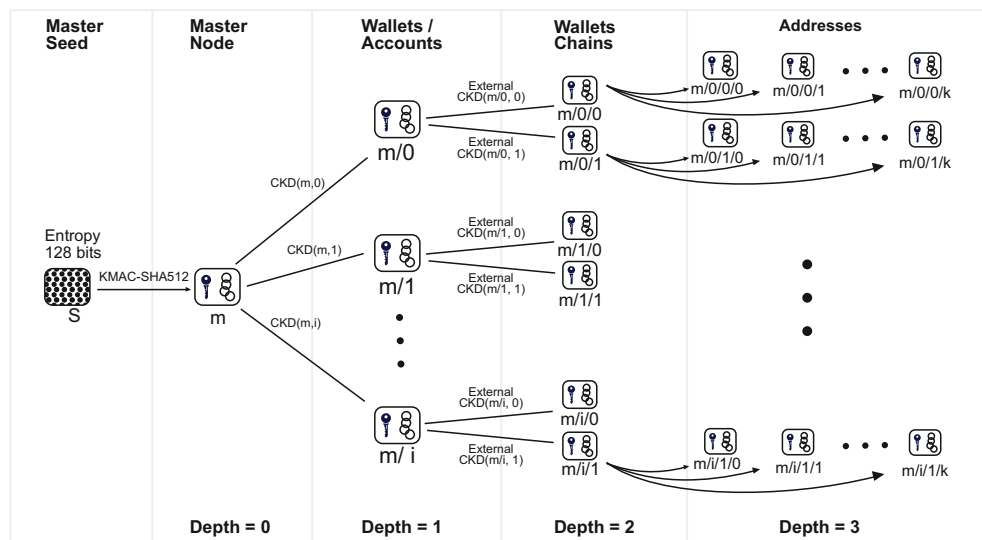 Master
Seed
Master
Node
Wallets /
Accounts
Wallets
Chains
Addresses
Entropy
128 bits
S
KMAC-SHA512
m
CKD(m,0)
CKD(m,1)
CKD(m,i)
m/0
m/1
m/ i
External
CKD(m/0, 0)
External
CKD(m/0, 1)
External
CKD(m/1, 0)
External
CKD(m/1, 1)
External
CKD(m/i, 0)
External
CKD(m/i, 1)
m/0/0
m/0/1
m/1/0
m/1/1
m/i/0
m/i/1
m/0/0/0
m/0/0/1
m/0/0/k
m/0/1/0
m/0/1/1
m/0/1/k
m/i/1/0
m/i/1/1
m/i/1/k
Depth = 0
Depth = 1
Depth = 2
Depth = 3